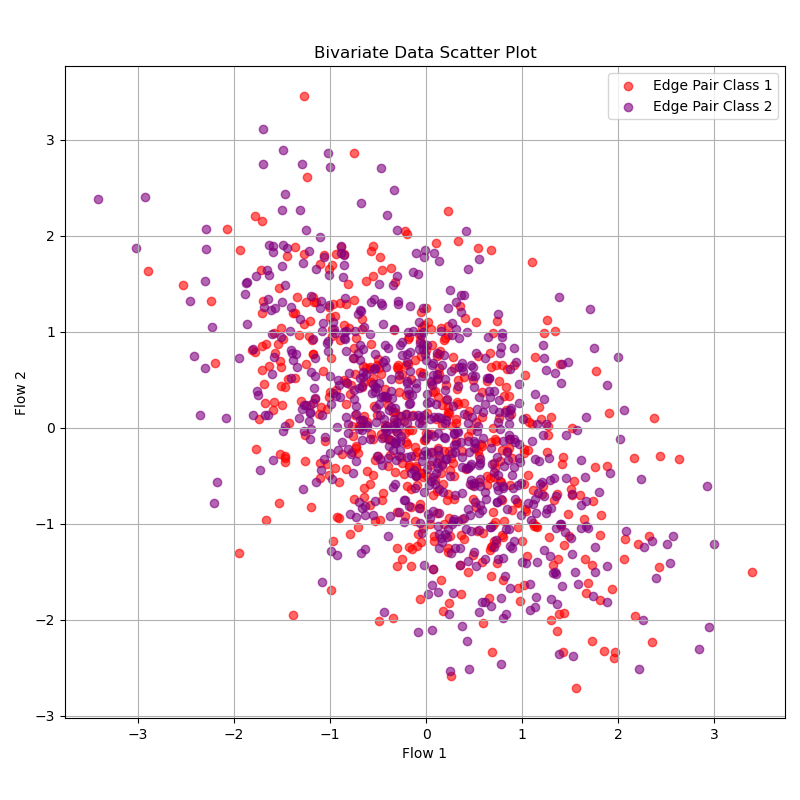 Bivariate Data Scatter Plot
Edge Pair Class 1
Edge Pair Class 2
3
2
1
0
−1
−2
−3
Flow 2
−3
−2
−1
0
1
2
3
Flow 1